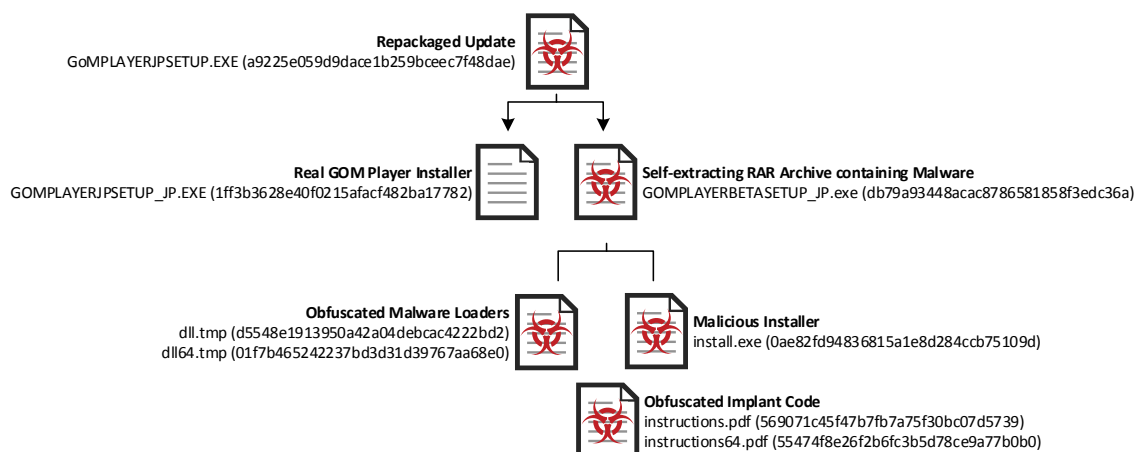 Repackaged Update
GoMPLAYERJPSETUP.EXE (a9225e059d9dace1b259bceec7f48dae)
Real GOM Player Installer
GOMPLAYERJPSETUP_JP.EXE (1ff3b3628e40f0215afacf482ba17782)
Self-extracting RAR Archive containing Malware
GOMPLAYERBETASETUP_JP.exe (db79a93448acac8786581858f3edc36a)
Obfuscated Malware Loaders
dll.tmp (d5548e1913950a42a04debcac4222bd2)
dll64.tmp (01f7b465242237bd3d31d39767aa68e0)
Malicious Installer
install.exe (0ae82fd94836815a1e8d284ccb75109d)
Obfuscated Implant Code
instructions.pdf (569071c45f47b7fb7a75f30bc07d5739)
instructions64.pdf (55474f8e26f2b6fc3b5d78ce9a77b0b0)